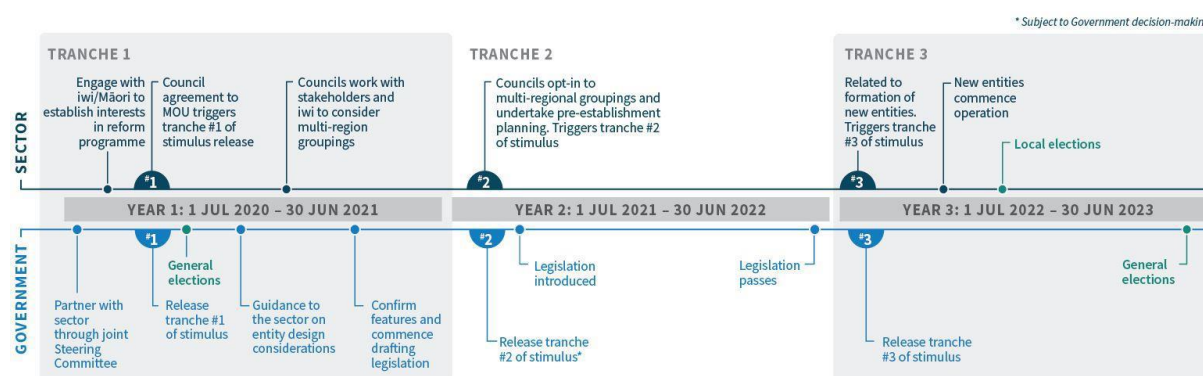 * Subject to Government decision-makin
TRANCHE 1
TRANCHE 2
TRANCHE 3
SECTOR
Engage with
iwi/Māori to
establish interests
in reform
programme
Council
agreement to
MOU triggers
tranche #1 of
stimulus release
Councils work with
stakeholders and
iwi to consider
multi-region
groupings
Councils opt-in to
multi-regional groupings and
undertake pre-establishment
planning. Triggers tranche #2
of stimulus
Related to
formation of
new entities.
Triggers tranche
#3 of stimulus
New entities
commence
operation
Local elections
#1
#2
#3
YEAR 1: 1 JUL 2020 – 30 JUN 2021
YEAR 2: 1 JUL 2021 – 30 JUN 2022
YEAR 3: 1 JUL 2022 – 30 JUN 2023
GOVERNMENT
#1
#2
#3
Partner with
sector
through joint
Steering
Committee
Release
tranche #1
of stimulus
General
elections
Guidance to
the sector on
entity design
considerations
Confirm
features and
commence
drafting
legislation
Release tranche
#2 of stimulus*
Legislation
introduced
Legislation
passes
Release tranche
#3 of stimulus
General
elections